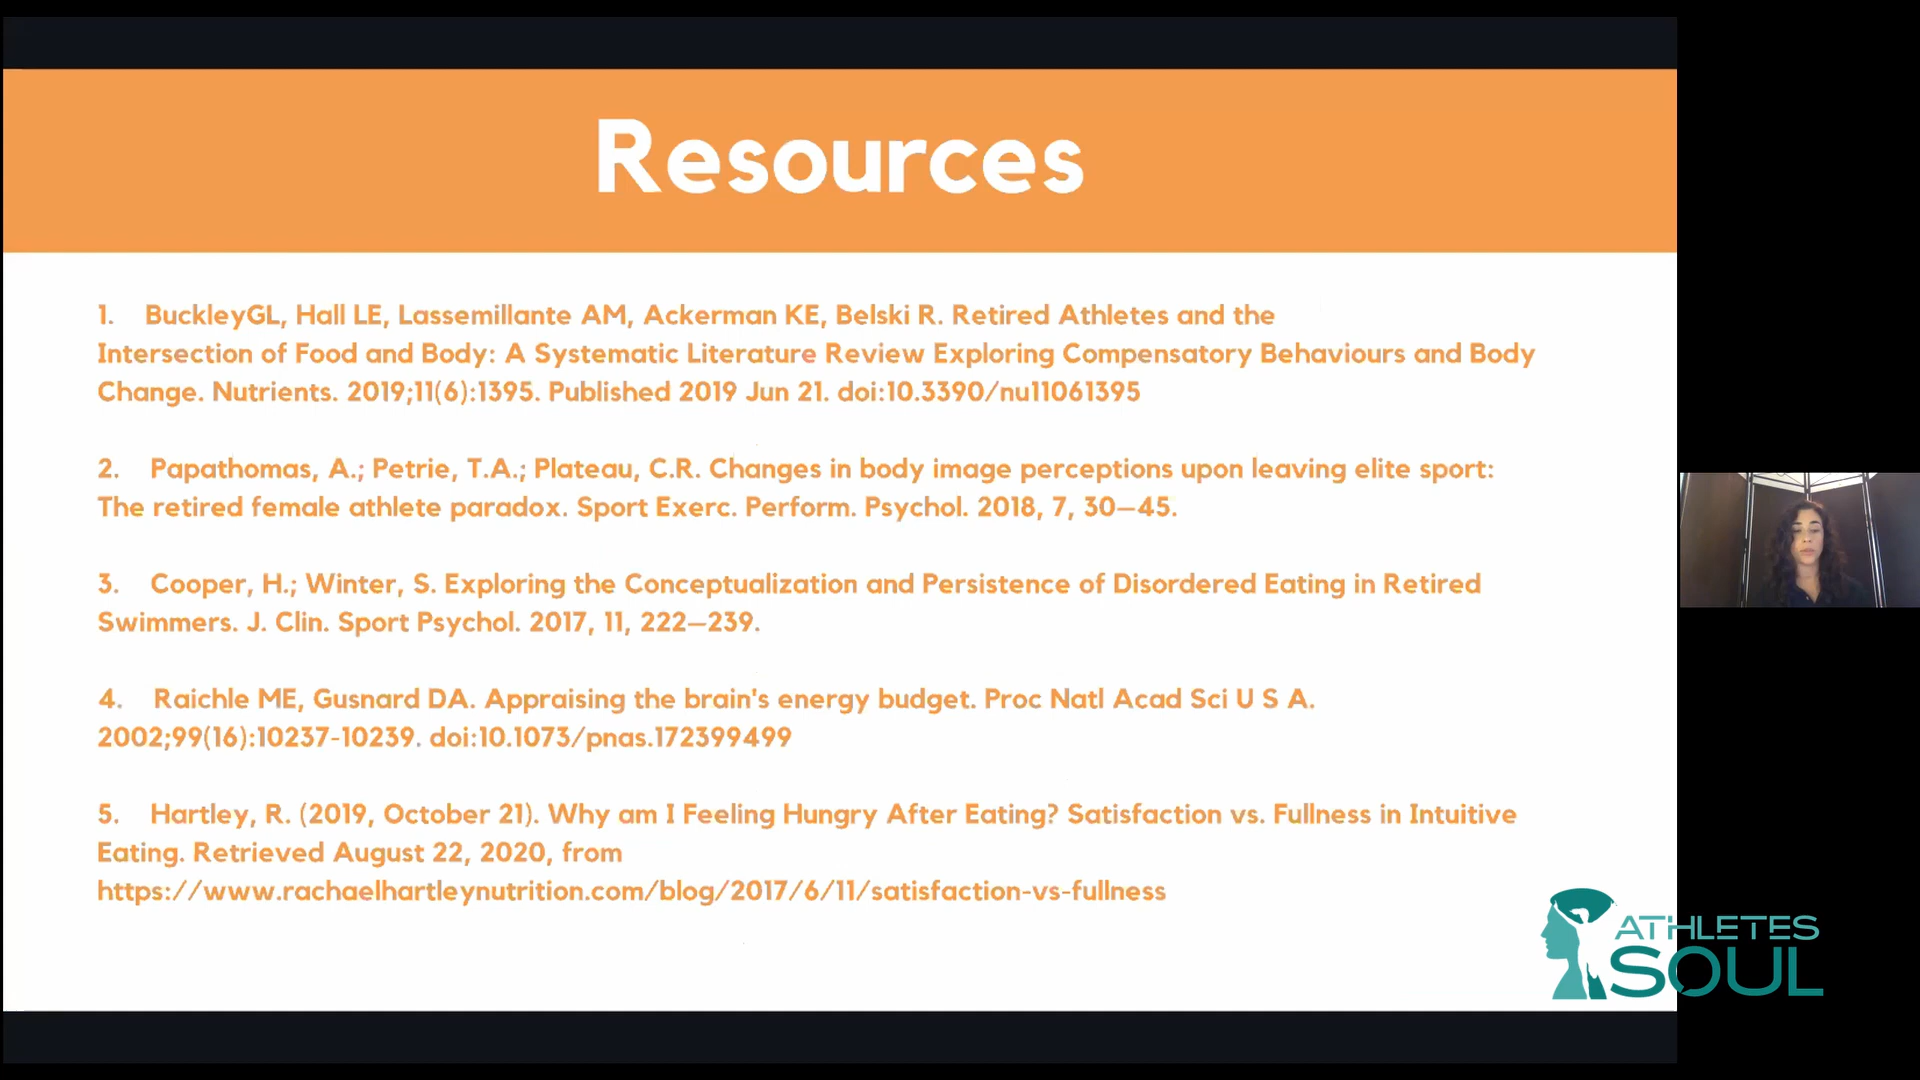 Resources
1. BuckleyGL, Hall LE, Lassemillante AM, Ackerman KE, Belski R. Retired Athletes and the
Intersection of Food and Body: A Systematic Literature Review Exploring Compensatory Behaviours and Body
Change. Nutrients. 2019;11(6):1395. Published 2019 Jun 21. doi:10.3390/nu11061395
2. Papathomas, A.; Petrie, T.A.; Plateau, C.R. Changes in body image perceptions upon leaving elite sport:
The retired female athlete paradox. Sport Exerc. Perform. Psychol. 2018, 7, 30–45.
3. Cooper, H.; Winter, S. Exploring the Conceptualization and Persistence of Disordered Eating in Retired
Swimmers. J. Clin. Sport Psychol. 2017, 11, 222–239.
4. Raichle ME, Gusnard DA. Appraising the brain's energy budget. Proc Natl Acad Sci U S A.
2002;99(16):10237-10239. doi:10.1073/pnas.172399499
5. Hartley, R. (2019, October 21). Why am I Feeling Hungry After Eating? Satisfaction vs. Fullness in Intuitive
Eating. Retrieved August 22, 2020, from
https://www.rachaelhartleynutrition.com/blog/2017/6/11/satisfaction-vs-fullness
ATHLETES
SOUL